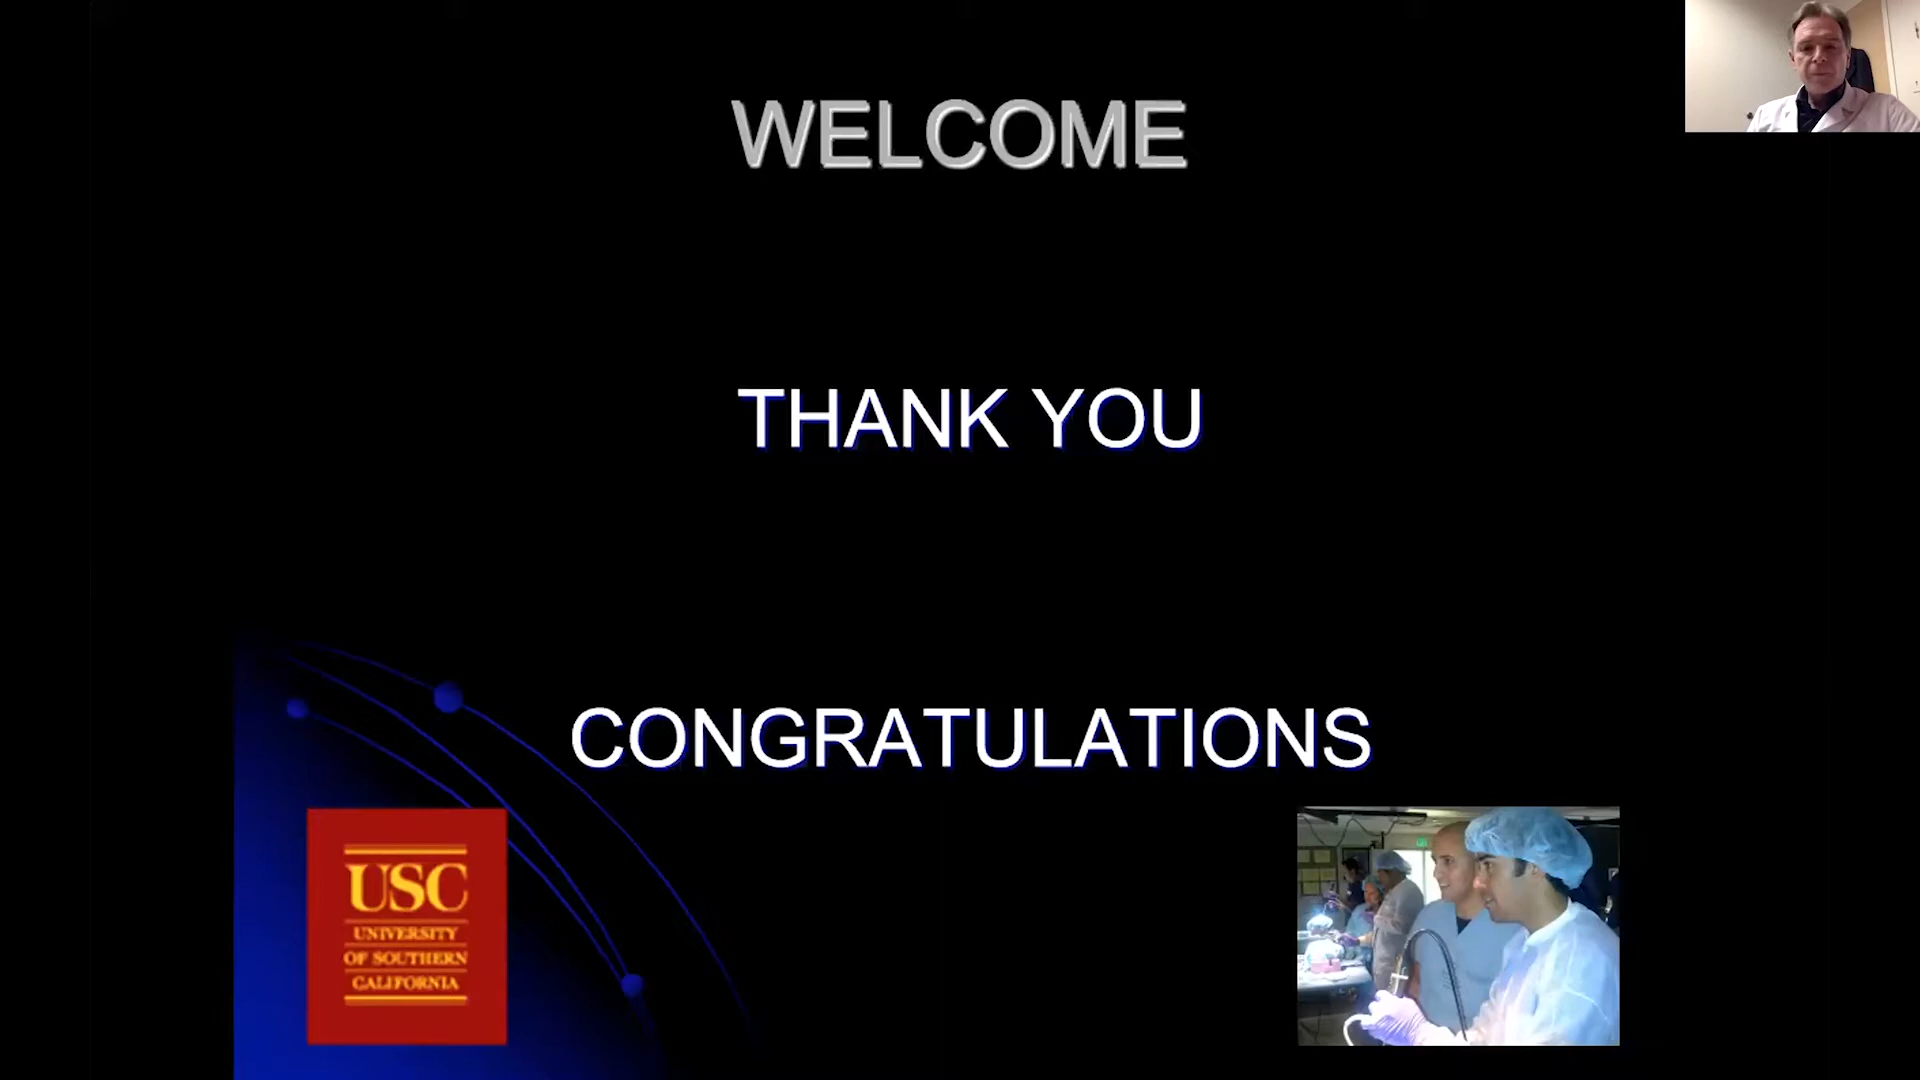 WELCOME
THANK YOU
CONGRATULATIONS
USC
UNIVERSITY
OF SOUTHERN
CALIFORNIA